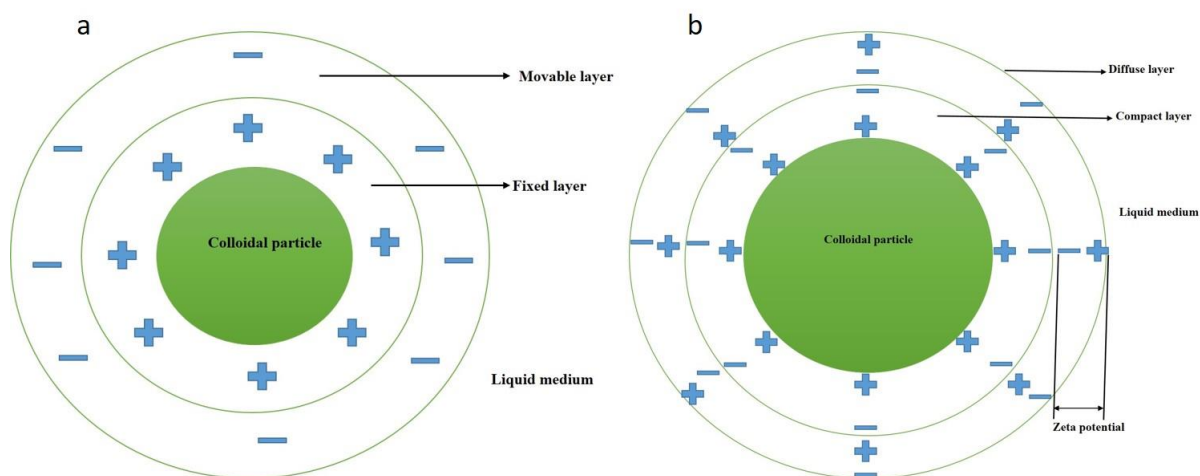 a
Movable layer
Fixed layer
Colloidal particle
Liquid medium
b
Diffuse layer
Compact layer
Liquid medium
Colloidal particle
Zeta potential